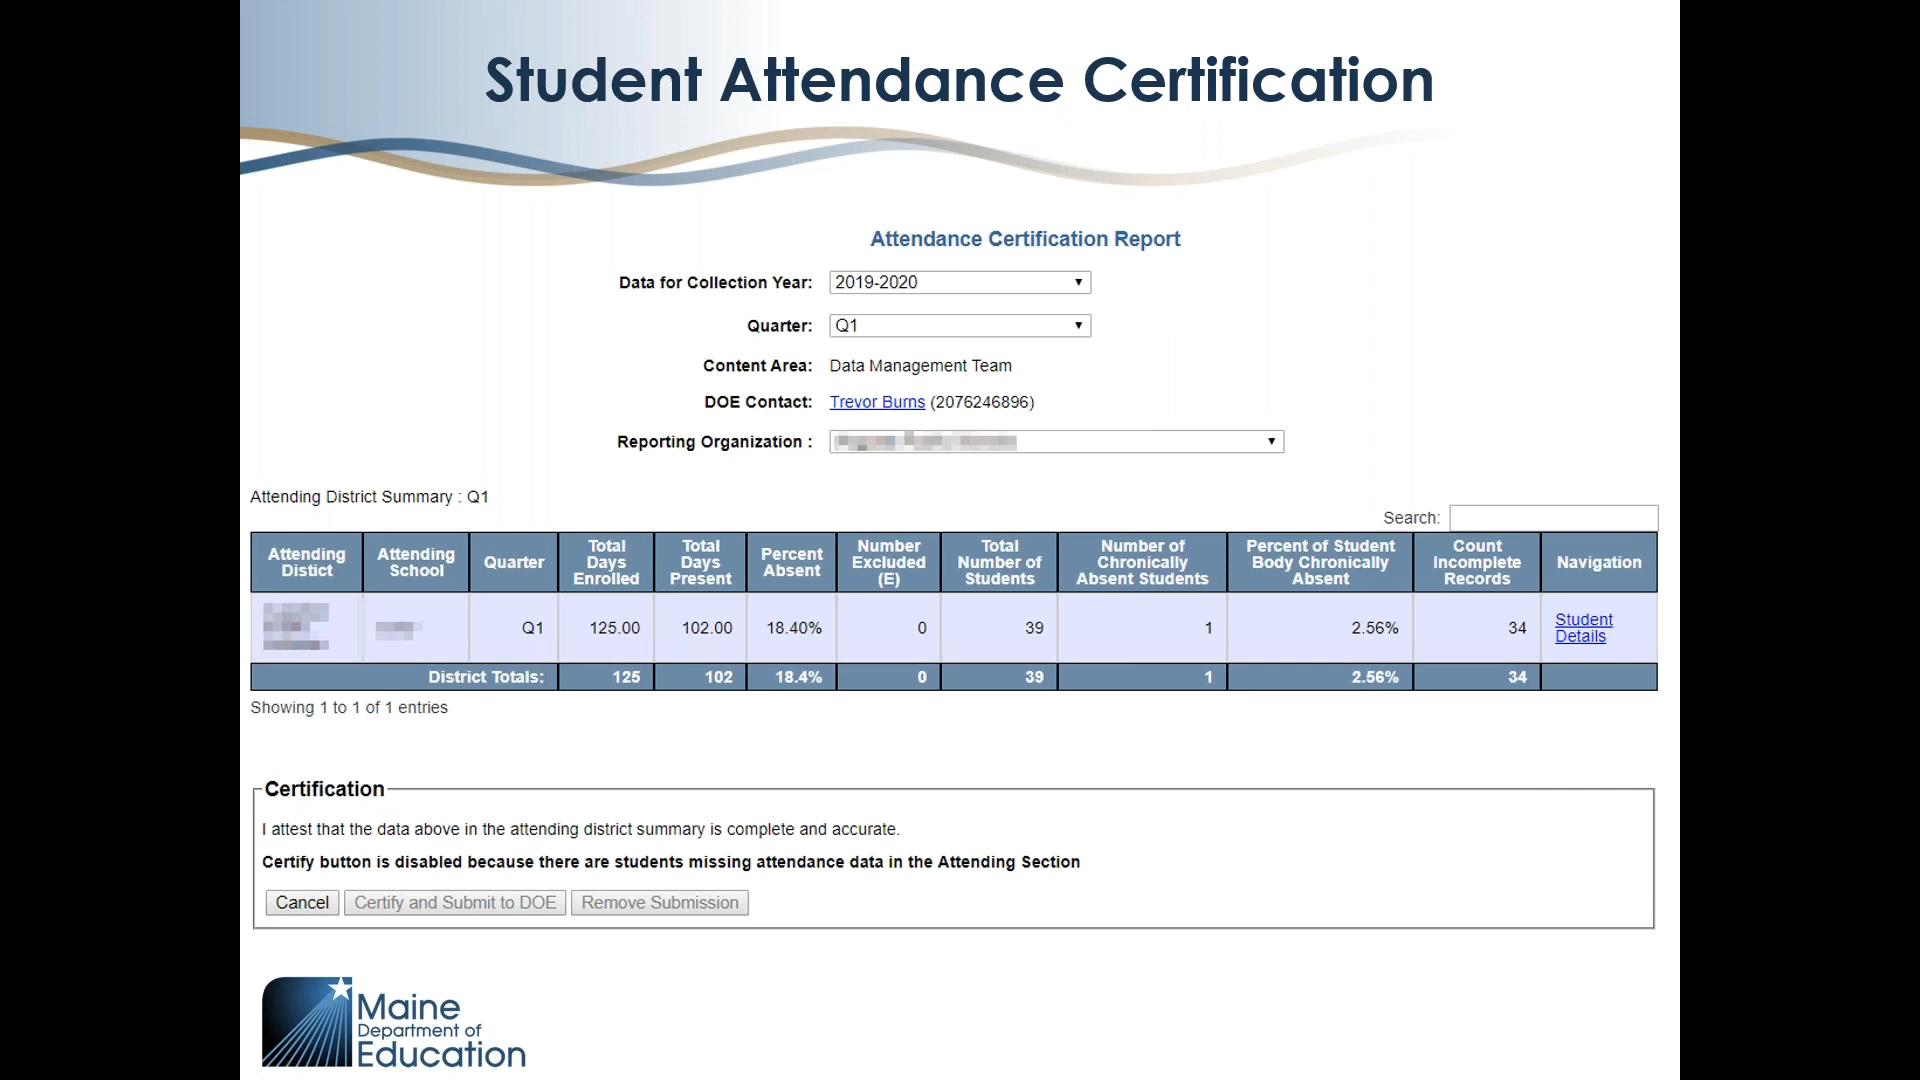 Student Attendance Certification
Attendance Certification Report
Data for Collection Year: 2019-2020
Quarter: Q1
Content Area: Data Management Team
DOE Contact: Trevor Burns (2076246896)
Reporting Organization :
Attending District Summary : Q1
Search:
Attending Distict
Attending School
Quarter
Total Days Enrolled
Total Days Present
Percent Absent
Number Excluded (E)
Total Number of Students
Number of Chronically Absent Students
Percent of Student Body Chronically Absent
Count Incomplete Records
Navigation
Q1 125.00 102.00 18.40% 0 39 1 2.56% 34 Student Details
District Totals: 125 102 18.4% 0 39 1 2.56% 34
Showing 1 to 1 of 1 entries
Certification
I attest that the data above in the attending district summary is complete and accurate.
Certify button is disabled because there are students missing attendance data in the Attending Section
Cancel Certify and Submit to DOE Remove Submission
Maine
Department of
Education